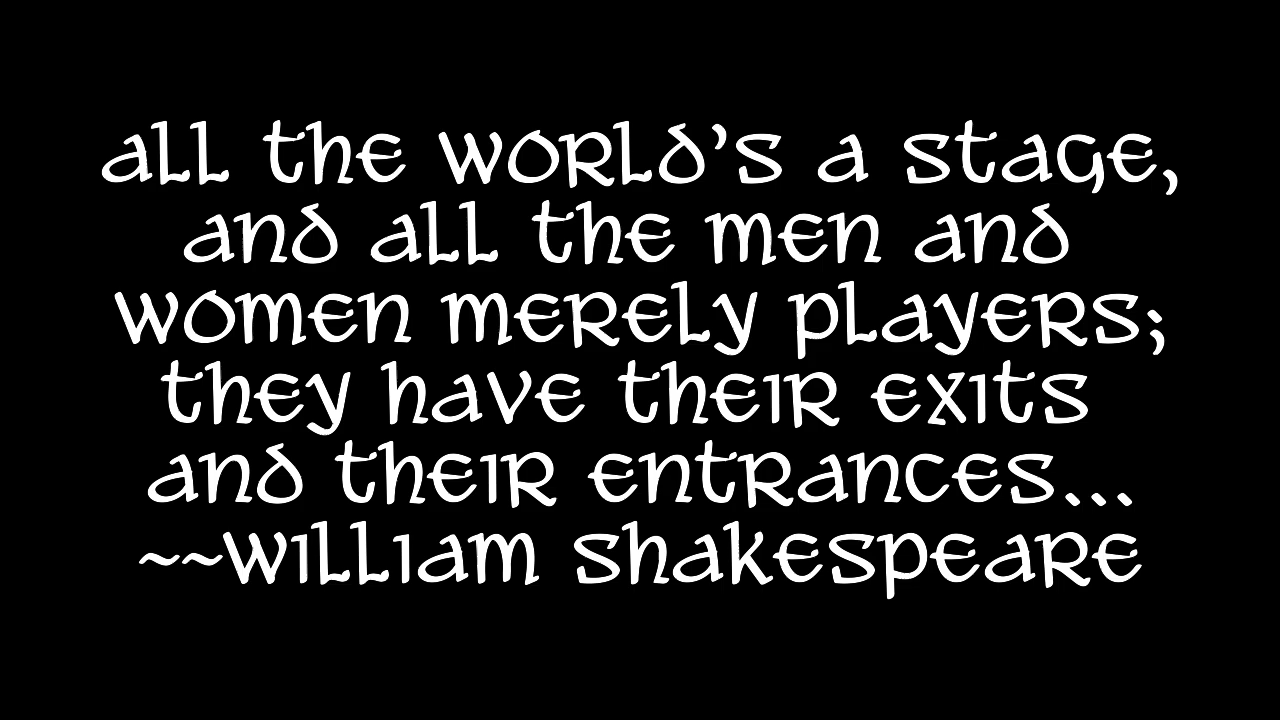 all the world's a stage,
and all the men and
women merely players;
they have their exits
and their entrances...
~~william shakespeare